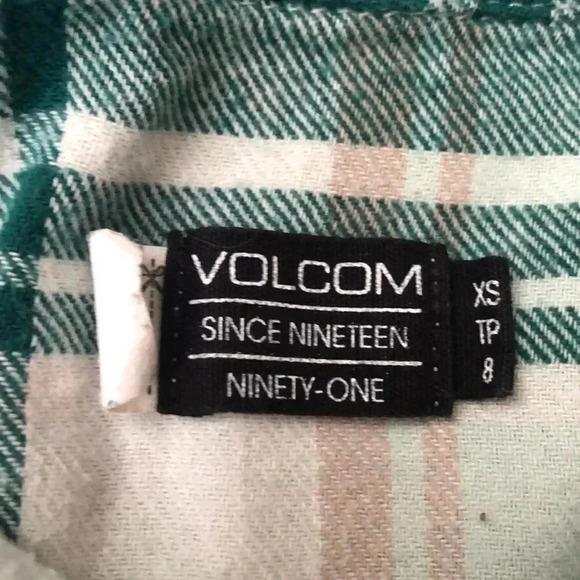 VOLCOM
SINCE NINETEEN
NINETY-ONE
XS
TP
8